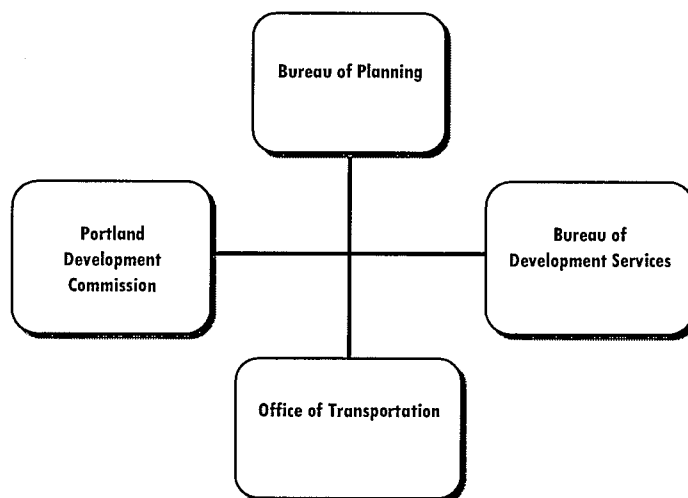 Bureau of Planning
Portland
Development
Commission
Bureau of
Development Services
Office of Transportation